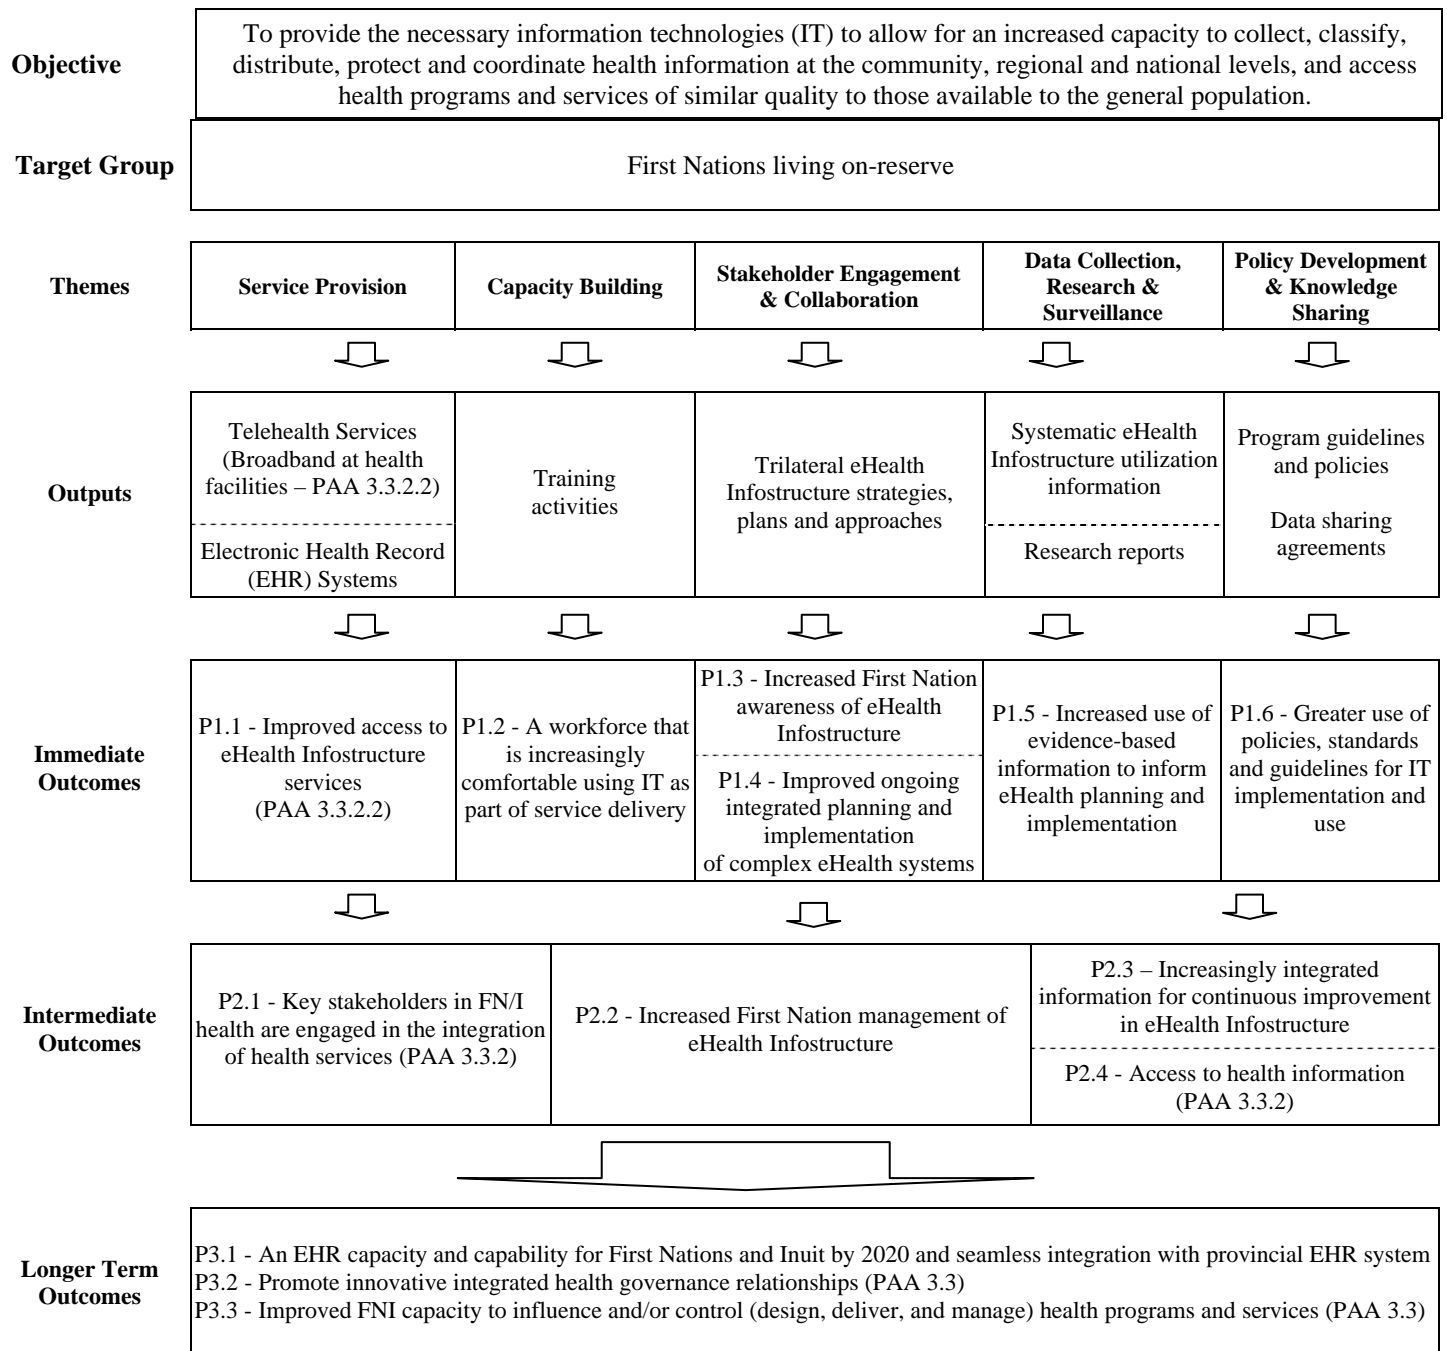 Objective
To provide the necessary information technologies (IT) to allow for an increased capacity to collect, classify,
distribute, protect and coordinate health information at the community, regional and national levels, and access
health programs and services of similar quality to those available to the general population.
Target Group
First Nations living on-reserve
Themes
Service Provision
Capacity Building
Stakeholder Engagement
& Collaboration
Data Collection,
Research &
Surveillance
Policy Development
& Knowledge
Sharing
Outputs
Telehealth Services
(Broadband at health
facilities – PAA 3.3.2.2)
Electronic Health Record
(EHR) Systems
Training
activities
Trilateral eHealth
Infostructure strategies,
plans and approaches
Systematic eHealth
Infostructure utilization
information
Research reports
Program guidelines
and policies
Data sharing
agreements
Immediate
Outcomes
P1.1 - Improved access to
eHealth Infostructure
services
(PAA 3.3.2.2)
P1.2 - A workforce that
is increasingly
comfortable using IT as
part of service delivery
P1.3 - Increased First Nation
awareness of eHealth
Infostructure
P1.4 - Improved ongoing
integrated planning and
implementation
of complex eHealth systems
P1.5 - Increased use of
evidence-based
information to inform
eHealth planning and
implementation
P1.6 - Greater use of
policies, standards
and guidelines for IT
implementation and
use
Intermediate
Outcomes
P2.1 - Key stakeholders in FN/I
health are engaged in the integration
of health services (PAA 3.3.2)
P2.2 - Increased First Nation management of
eHealth Infostructure
P2.3 – Increasingly integrated
information for continuous improvement
in eHealth Infostructure
P2.4 - Access to health information
(PAA 3.3.2)
Longer Term
Outcomes
P3.1 - An EHR capacity and capability for First Nations and Inuit by 2020 and seamless integration with provincial EHR system
P3.2 - Promote innovative integrated health governance relationships (PAA 3.3)
P3.3 - Improved FNI capacity to influence and/or control (design, deliver, and manage) health programs and services (PAA 3.3)